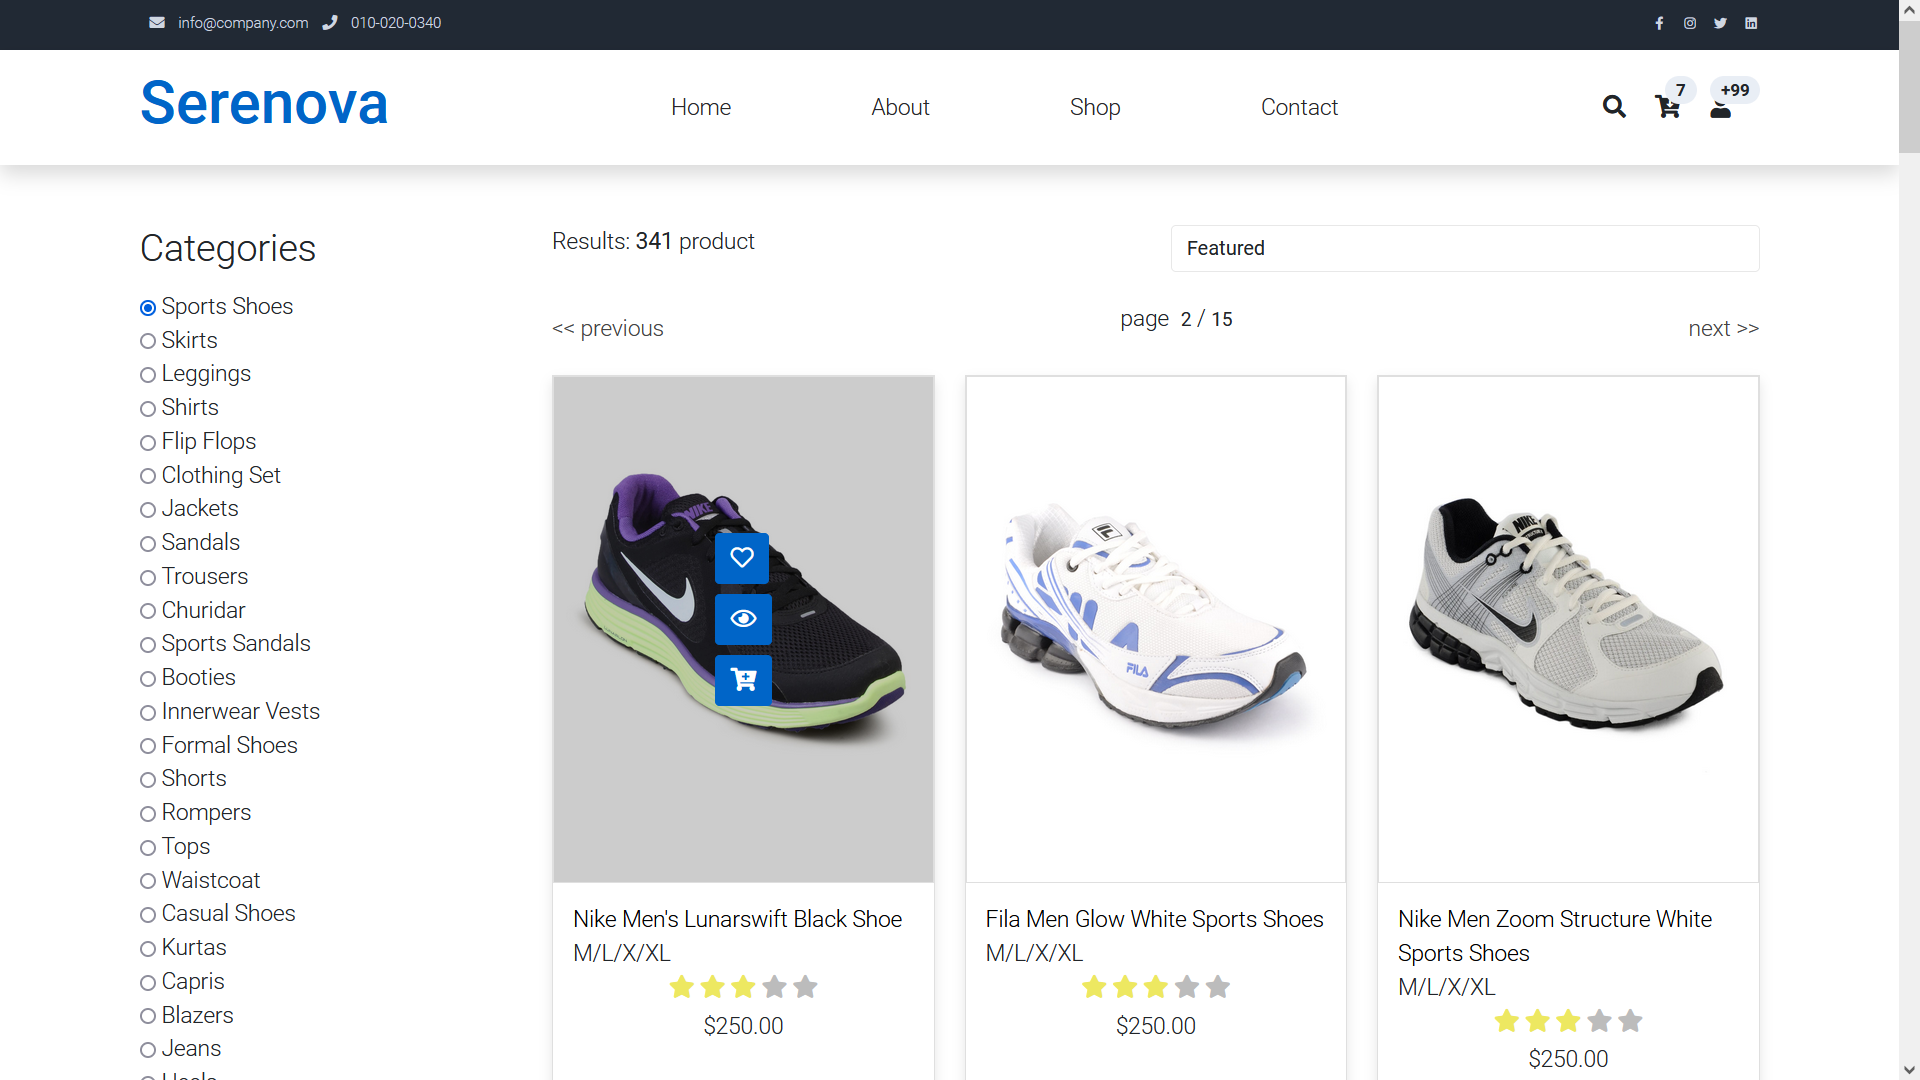 info@company.com 010-020-0340
Serenova
Home About Shop Contact
7 +99
Categories
Results: 341 product
Featured
Sports Shoes
Skirts
Leggings
Shirts
Flip Flops
Clothing Set
Jackets
Sandals
Trousers
Churidar
Sports Sandals
Booties
Innerwear Vests
Formal Shoes
Shorts
Rompers
Tops
Waistcoat
Casual Shoes
Kurtas
Capris
Blazers
Jeans
Heels
<< previous
page 2 / 15
next >>
NIKE
FILA
NIKE
Nike Men's Lunarswift Black Shoe
M/L/X/XL
$250.00
Fila Men Glow White Sports Shoes
M/L/X/XL
$250.00
Nike Men Zoom Structure White
Sports Shoes
M/L/X/XL
$250.00